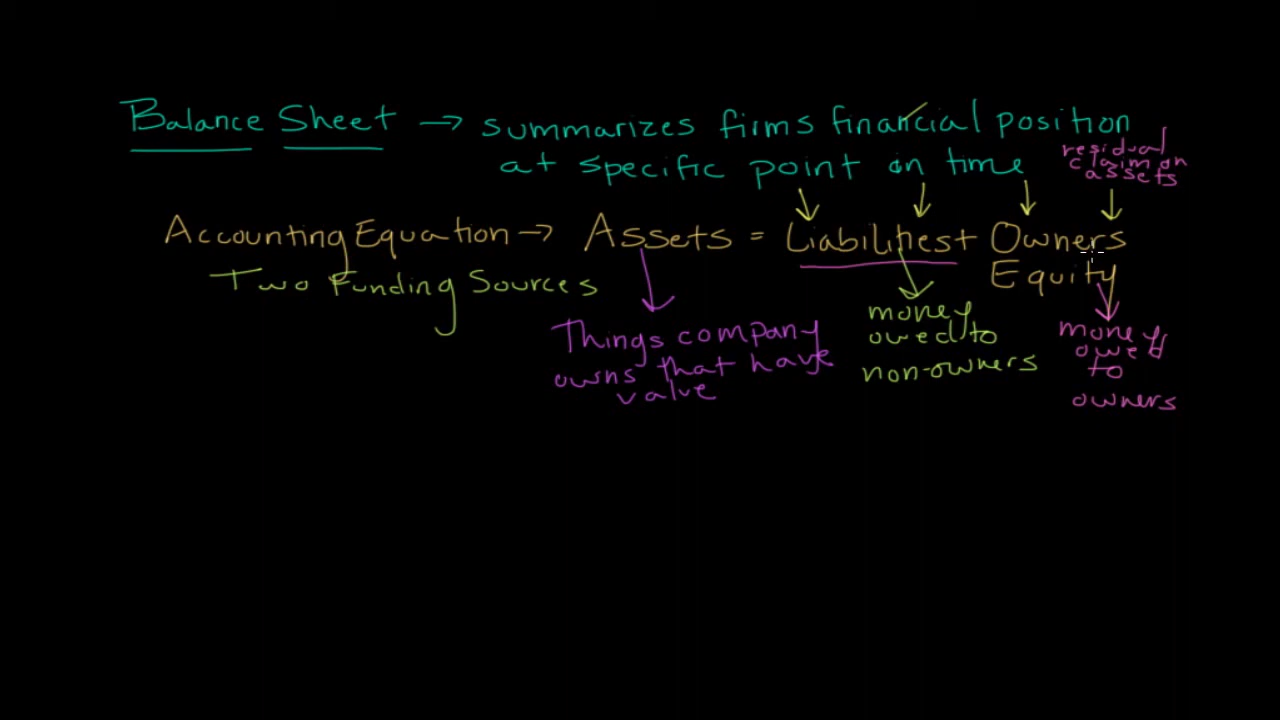 Balance Sheet → summarizes firms financial position
at specific point in time
residual
claim on
assets
Accounting Equation → Assets = Liabilities + Owners
Equity
Two Funding Sources
Things company
owns that have
value
money
owed to
non-owners
money
owed
to
owners